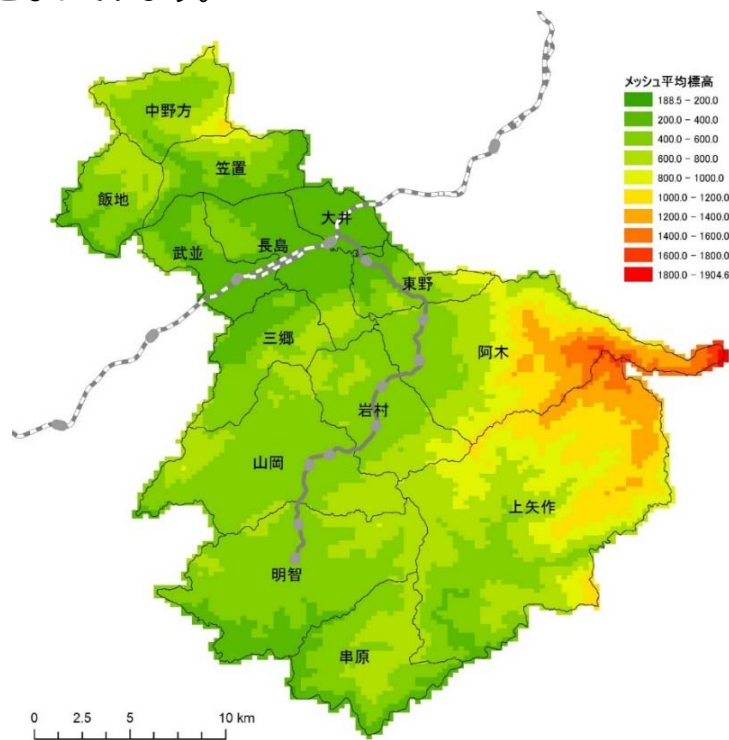 メッシュ平均標高
188.5 - 200.0
200.0 - 400.0
400.0 - 600.0
600.0 - 800.0
800.0 - 1000.0
1000.0 - 1200.0
1200.0 - 1400.0
1400.0 - 1600.0
1600.0 - 1800.0
1800.0 - 1904.6
中野方
笠置
飯地
大井
武並
長島
東野
三郷
阿木
岩村
山岡
上矢作
明智
串原
0 2.5 5 10 km